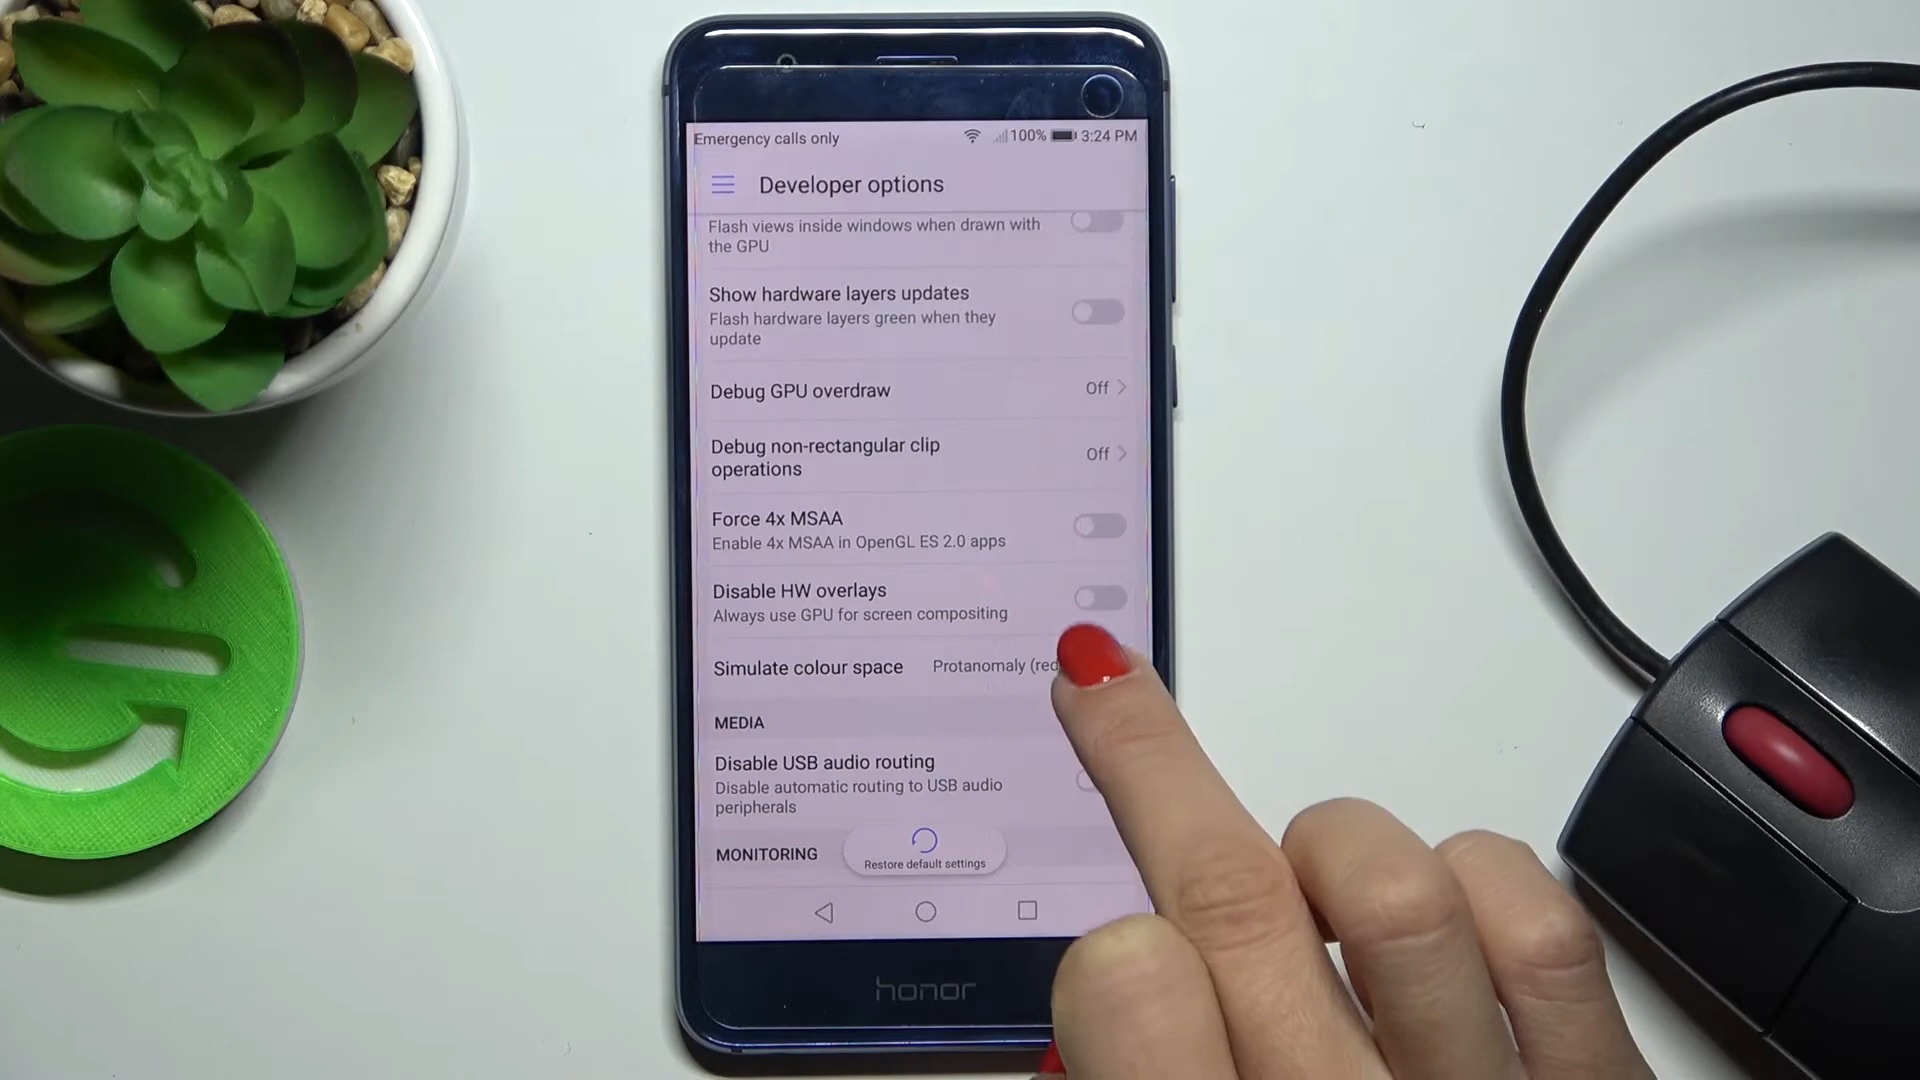 Emergency calls only 100% 3:24 PM
Developer options
Flash views inside windows when drawn with
the GPU
Show hardware layers updates
Flash hardware layers green when they
update
Debug GPU overdraw Off
Debug non-rectangular clip
operations
Off
Force 4x MSAA
Enable 4x MSAA in OpenGL ES 2.0 apps
Disable HW overlays
Always use GPU for screen compositing
Simulate colour space Protanomaly (red
MEDIA
Disable USB audio routing
Disable automatic routing to USB audio
peripherals
MONITORING
Restore default settings
honor